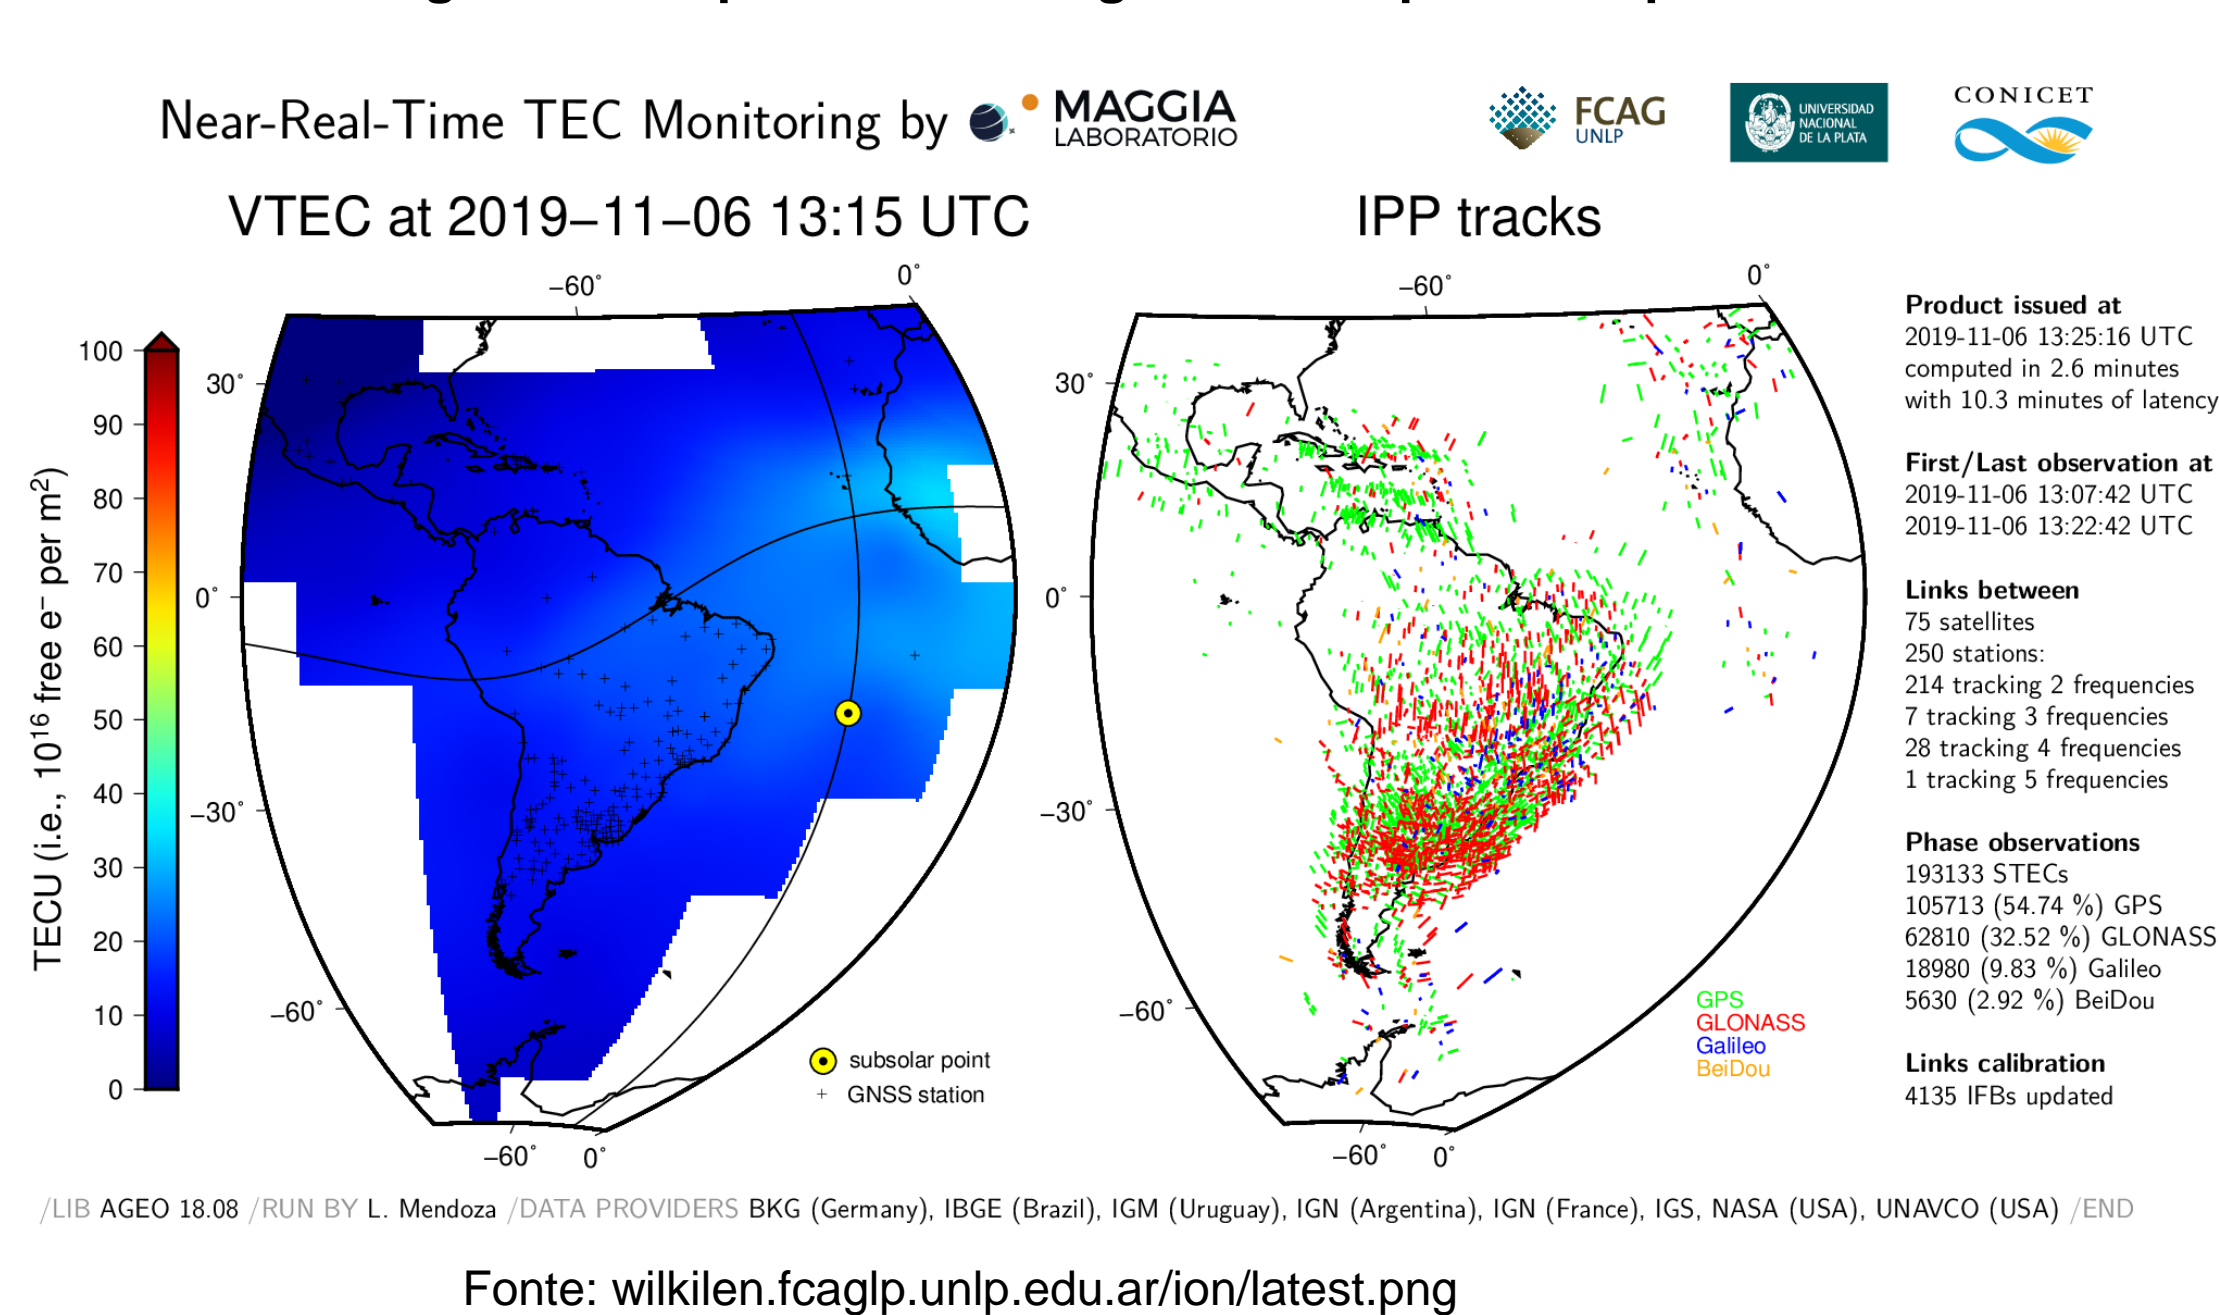 Near-Real-Time TEC Monitoring by MAGGIA LABORATORIO
FCAG
UNLP
UNIVERSIDAD
NACIONAL
DE LA PLATA
CONICET
VTEC at 2019−11−06 13:15 UTC
IPP tracks
−60°
0°
30°
0°
−30°
−60°
−60°
0°
100
90
80
70
60
50
40
30
20
10
0
TECU (i.e., 10¹⁶ free e⁻ per m²)
subsolar point
GNSS station
−60°
0°
30°
0°
−30°
−60°
−60°
0°
GPS
GLONASS
Galileo
BeiDou
Product issued at
2019-11-06 13:25:16 UTC
computed in 2.6 minutes
with 10.3 minutes of latency
First/Last observation at
2019-11-06 13:07:42 UTC
2019-11-06 13:22:42 UTC
Links between
75 satellites
250 stations:
214 tracking 2 frequencies
7 tracking 3 frequencies
28 tracking 4 frequencies
1 tracking 5 frequencies
Phase observations
193133 STECs
105713 (54.74 %) GPS
62810 (32.52 %) GLONASS
18980 (9.83 %) Galileo
5630 (2.92 %) BeiDou
Links calibration
4135 IFBs updated
/LIB AGEO 18.08 /RUN BY L. Mendoza /DATA PROVIDERS BKG (Germany), IBGE (Brazil), IGM (Uruguay), IGN (Argentina), IGN (France), IGS, NASA (USA), UNAVCO (USA) /END
Fonte: wilkilen.fcaglp.unlp.edu.ar/ion/latest.png